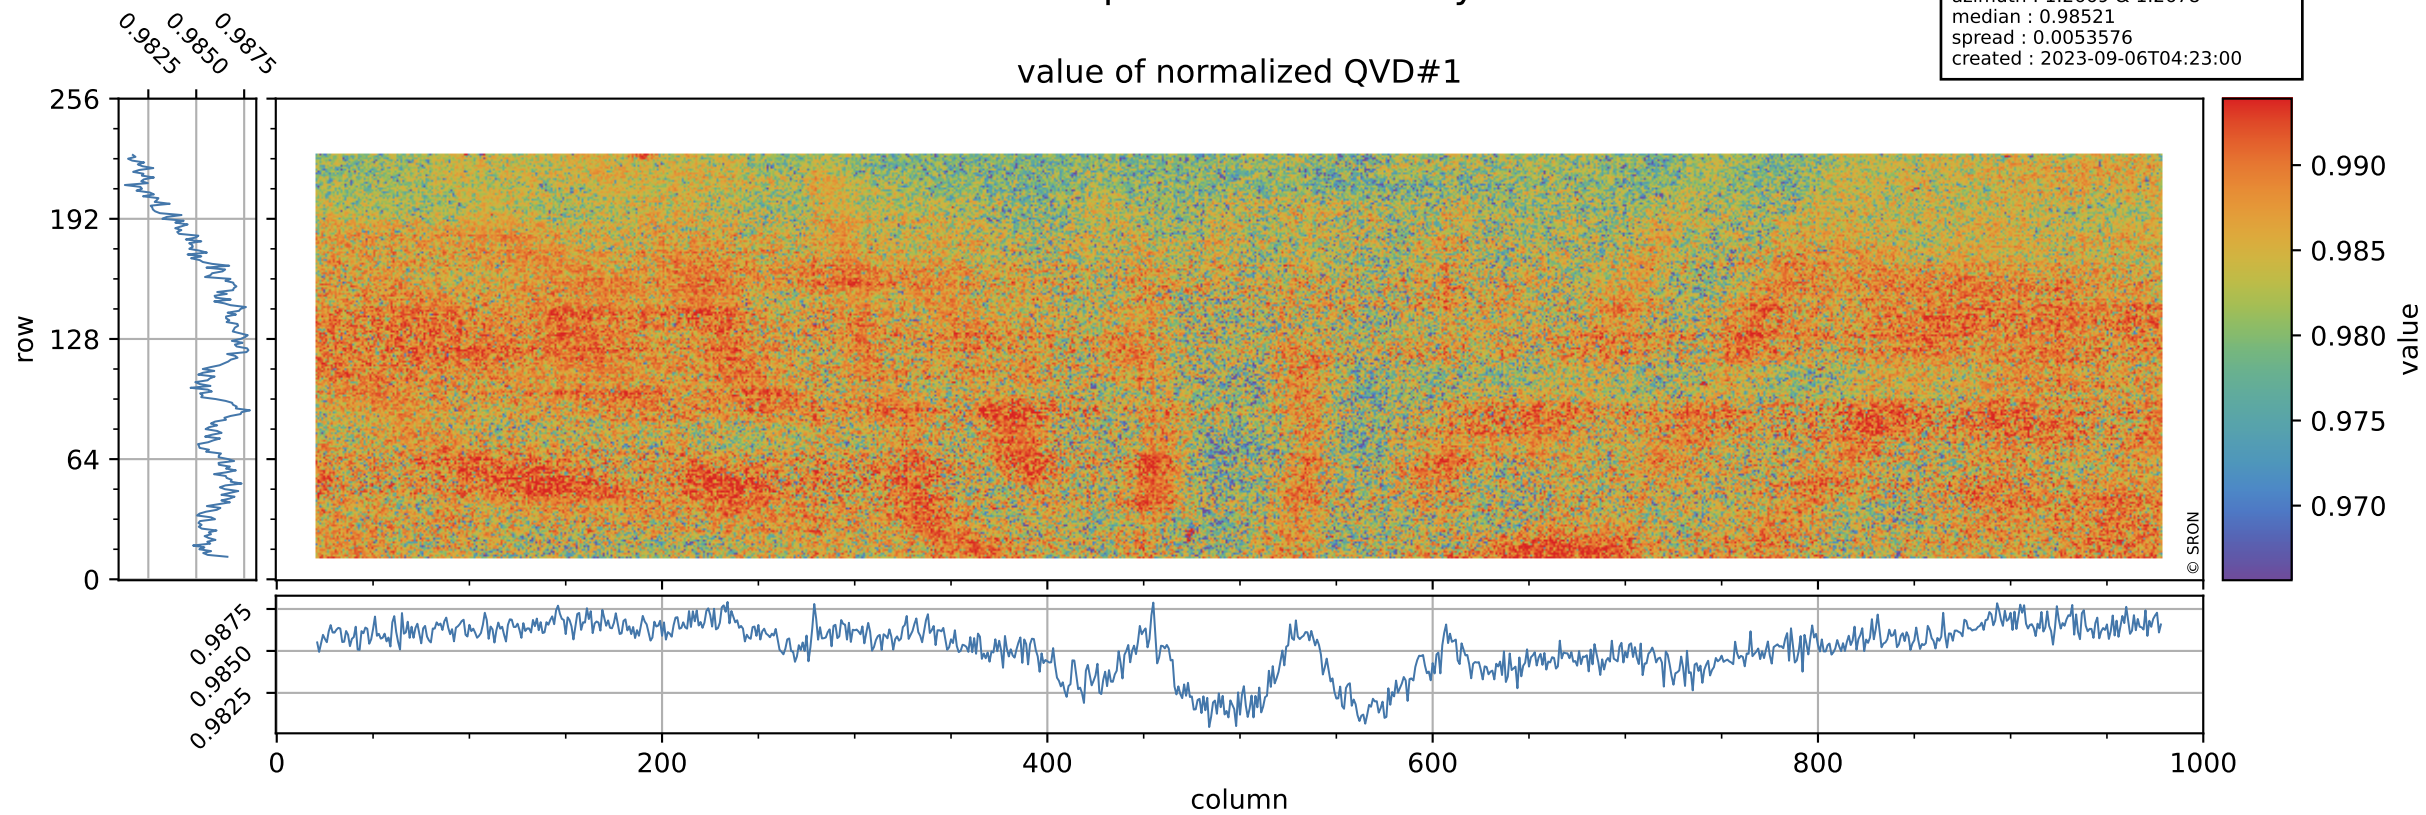 median : 0.98521
spread : 0.0053576
created : 2023-09-06T04:23:00
value of normalized QVD#1
0.9825
0.9850
0.9875
256
192
128
64
0
row
0.990
0.985
0.980
0.975
0.970
value
© SRON
0.9875
0.9850
0.9825
0
200
400
600
800
1000
column